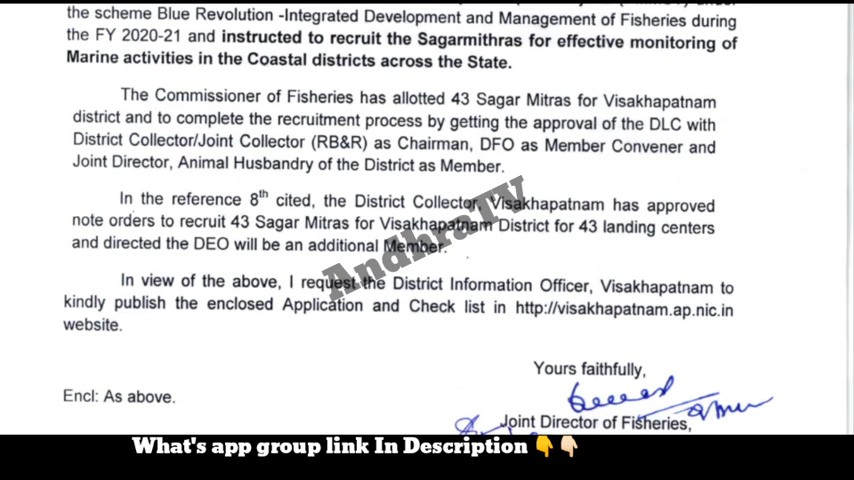 the scheme Blue Revolution -Integrated Development and Management of Fisheries during
the FY 2020-21 and instructed to recruit the Sagarmithras for effective monitoring of
Marine activities in the Coastal districts across the State.
The Commissioner of Fisheries has allotted 43 Sagar Mitras for Visakhapatnam
district and to complete the recruitment process by getting the approval of the DLC with
District Collector/Joint Collector (RB&R) as Chairman, DFO as Member Convener and
Joint Director, Animal Husbandry of the District as Member.
In the reference 8th cited, the District Collector, Visakhapatnam has approved
note orders to recruit 43 Sagar Mitras for Visakhapatnam District for 43 landing centers
and directed the DEO will be an additional Member.
AndhraTV
In view of the above, I request the District Information Officer, Visakhapatnam to
kindly publish the enclosed Application and Check list in http://visakhapatnam.ap.nic.in
website.
Yours faithfully,
Encl: As above.
Joint Director of Fisheries,
What's app group link In Description 👇👇🏻